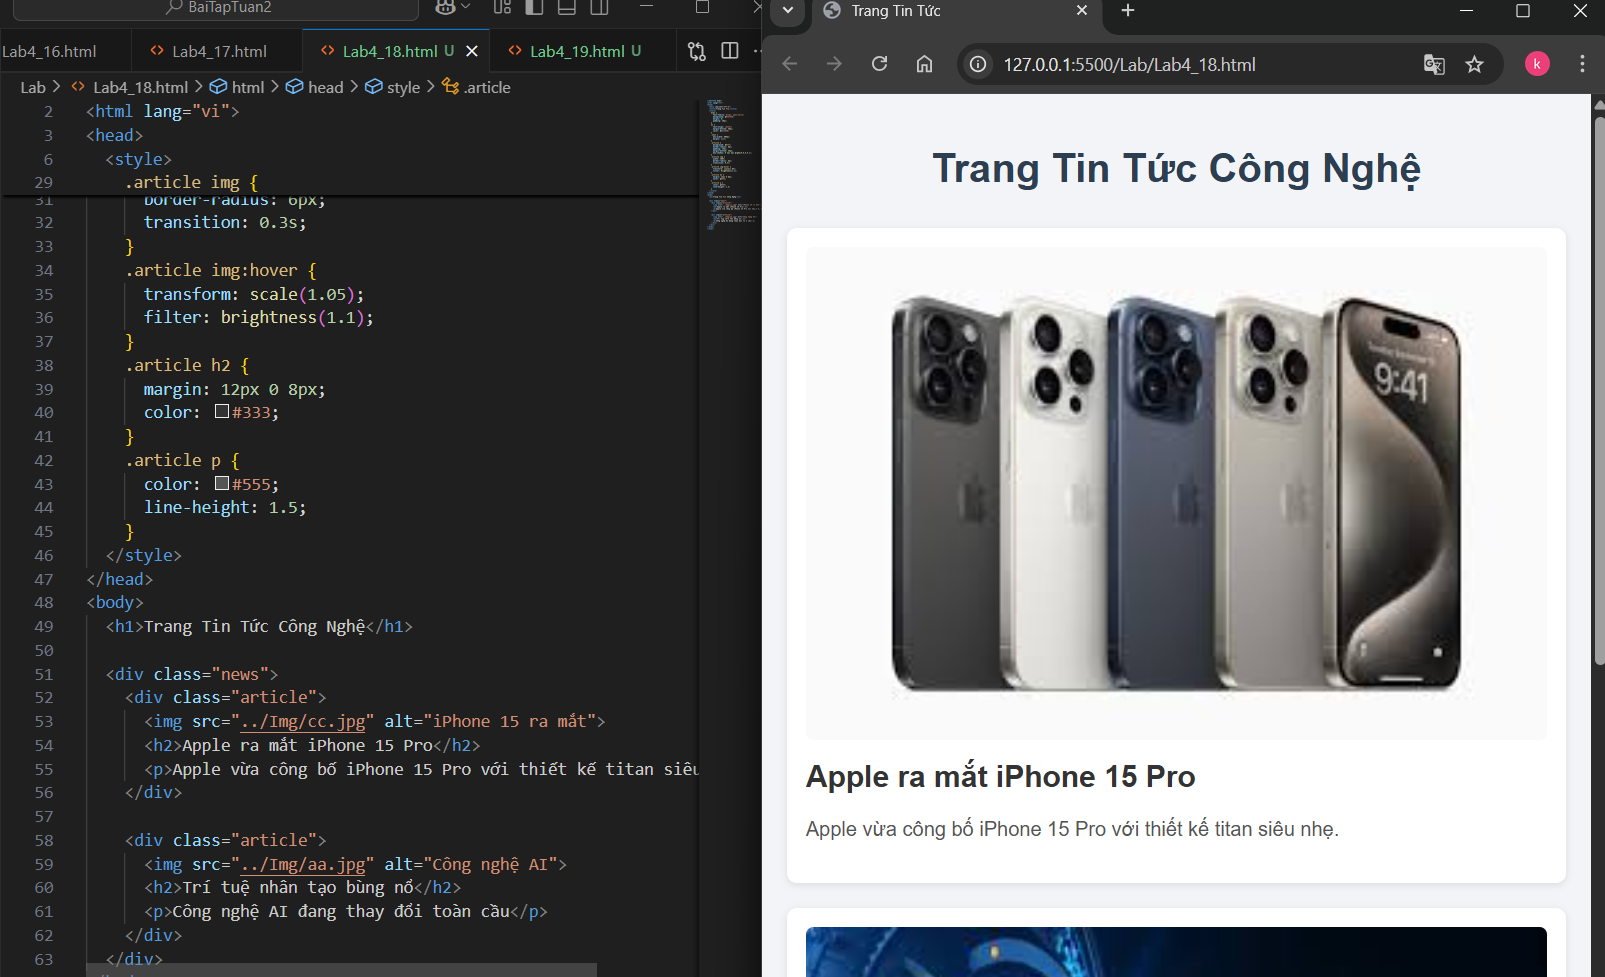 BaiTapTuan2
Lab4_16.html
Lab4_17.html
Lab4_18.html U
Lab4_19.html U
Lab > Lab4_18.html > html > head > style > .article
2 <html lang="vi">
3 <head>
6 <style>
29 .article img {
31 border-radius: 6px;
32 transition: 0.3s;
33 }
34 .article img:hover {
35 transform: scale(1.05);
36 filter: brightness(1.1);
37 }
38 .article h2 {
39 margin: 12px 0 8px;
40 color: #333;
41 }
42 .article p {
43 color: #555;
44 line-height: 1.5;
45 }
46 </style>
47 </head>
48 <body>
49 <h1>Trang Tin Tức Công Nghệ</h1>
50
51 <div class="news">
52 <div class="article">
53 <img src="../Img/cc.jpg" alt="iPhone 15 ra mắt">
54 <h2>Apple ra mắt iPhone 15 Pro</h2>
55 <p>Apple vừa công bố iPhone 15 Pro với thiết kế titan siêu
56 </div>
57
58 <div class="article">
59 <img src="../Img/aa.jpg" alt="Công nghệ AI">
60 <h2>Trí tuệ nhân tạo bùng nổ</h2>
61 <p>Công nghệ AI đang thay đổi toàn cầu</p>
62 </div>
63 </div>
Trang Tin Tức
127.0.0.1:5500/Lab/Lab4_18.html
k
Trang Tin Tức Công Nghệ
9:41
Apple ra mắt iPhone 15 Pro
Apple vừa công bố iPhone 15 Pro với thiết kế titan siêu nhẹ.